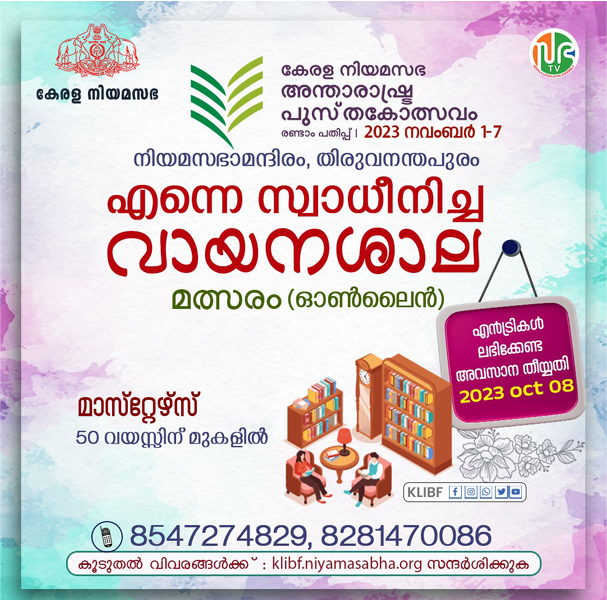 കേരള നിയമസഭ
TV
കേരള നിയമസഭ
അന്താരാഷ്ട്ര
പുസ്തകോത്സവം
രണ്ടാം പതിപ്പ് | 2023 നവംബർ 1-7
നിയമസഭാമന്ദിരം, തിരുവനന്തപുരം
എന്നെ സ്വാധീനിച്ച
വായനശാല
മത്സരം (ഓൺലൈൻ)
എൻട്രികൾ
ലഭിക്കേണ്ട
അവസാന തീയ്യതി
2023 oct 08
മാസ്റ്റേഴ്സ്
50 വയസ്സിന് മുകളിൽ
KLIBF
8547274829, 8281470086
കൂടുതൽ വിവരങ്ങൾക്ക് : klibf.niyamasabha.org സന്ദർശിക്കുക